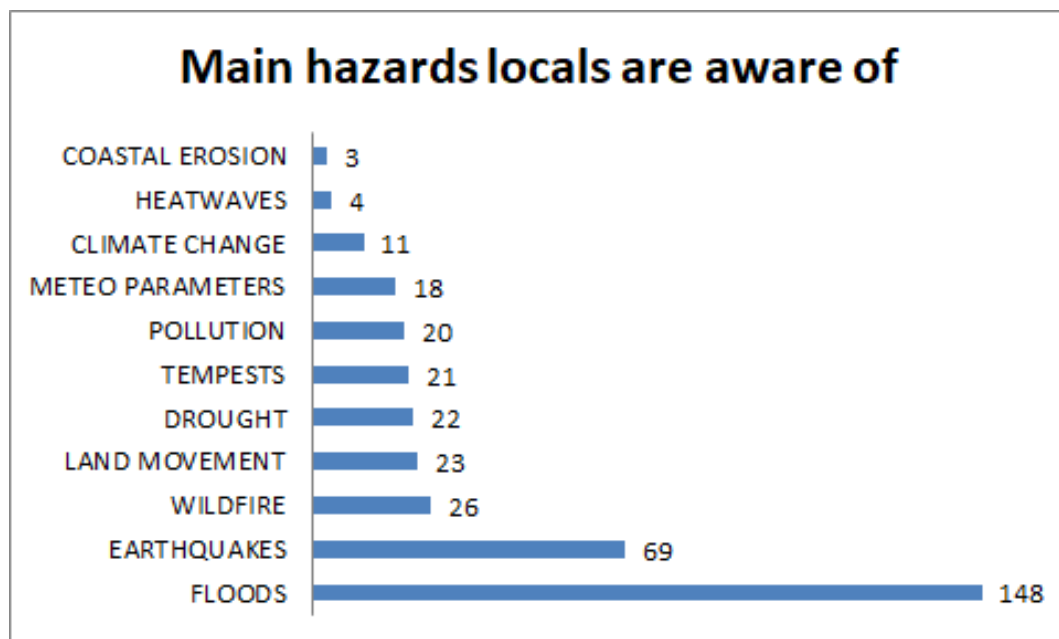 Main hazards locals are aware of
COASTAL EROSION 3
HEATWAVES 4
CLIMATE CHANGE 11
METEO PARAMETERS 18
POLLUTION 20
TEMPESTS 21
DROUGHT 22
LAND MOVEMENT 23
WILDFIRE 26
EARTHQUAKES 69
FLOODS 148